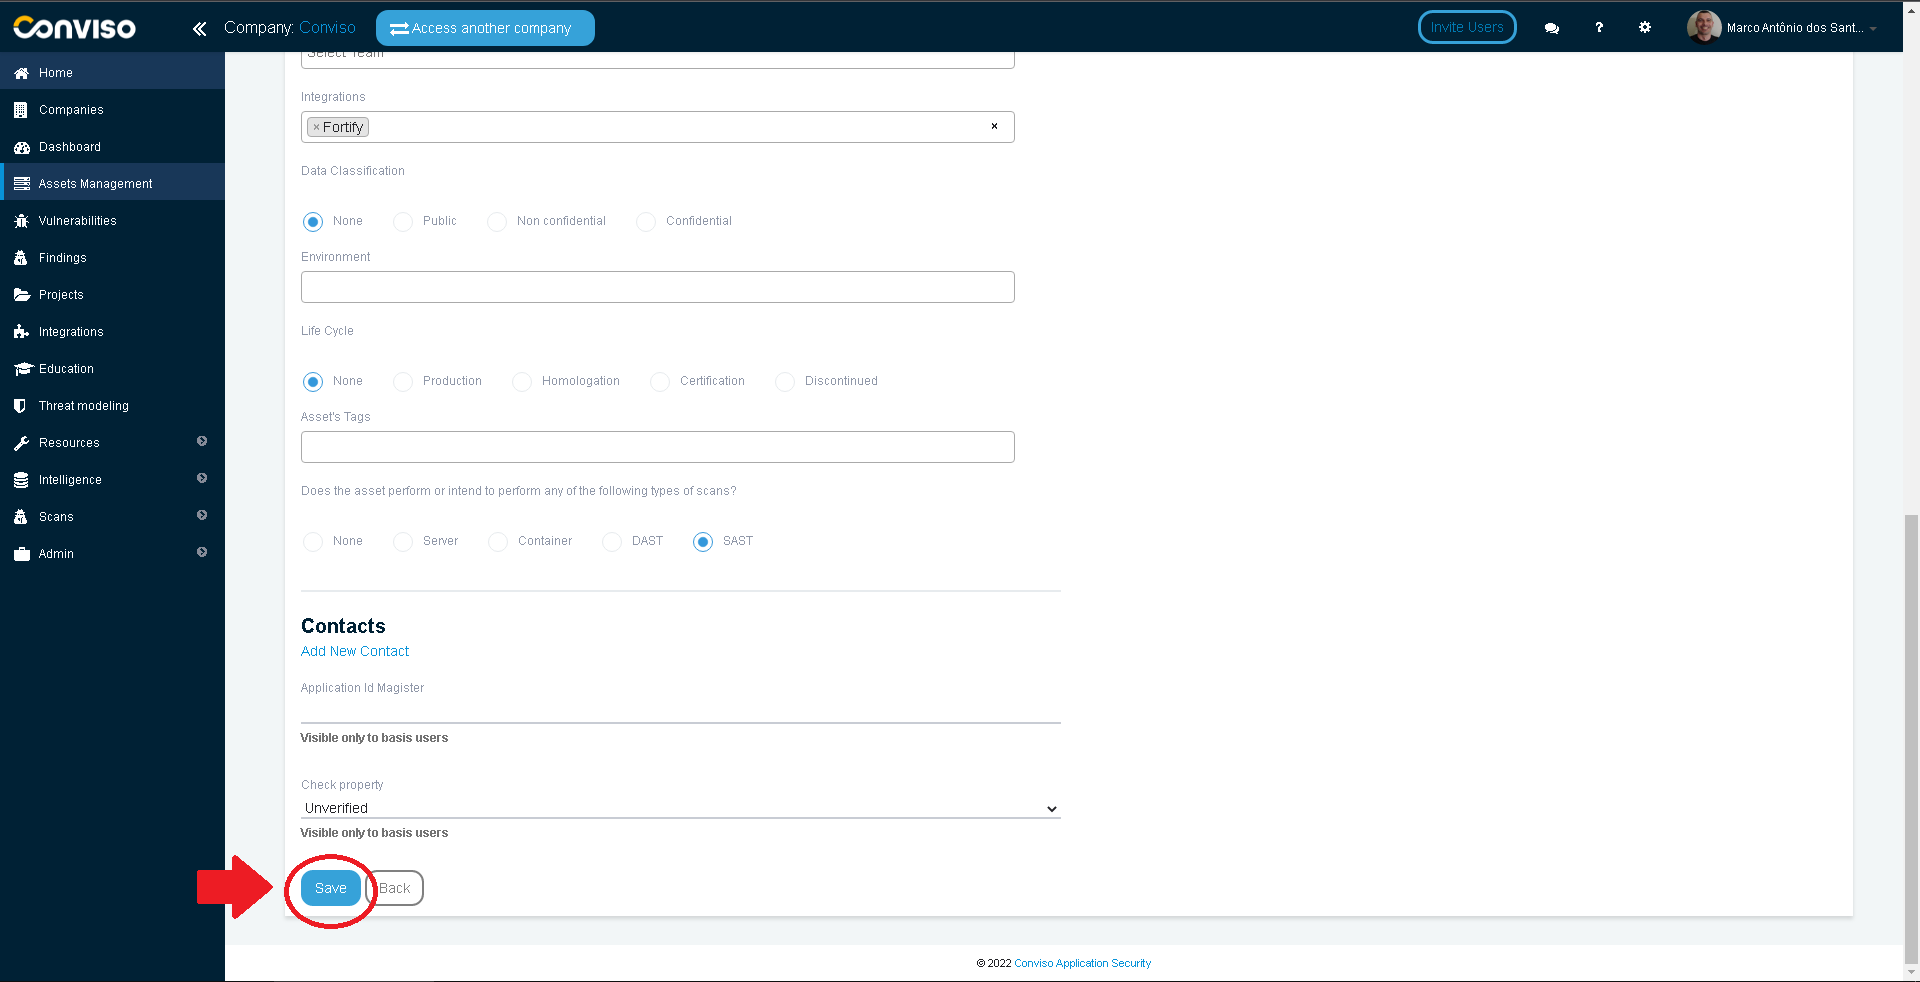 Conviso
Company: Conviso
Access another company
Invite Users
?
Marco Antônio dos Sant...
Home
Companies
Dashboard
Assets Management
Vulnerabilities
Findings
Projects
Integrations
Education
Threat modeling
Resources
Intelligence
Scans
Admin
Select Team
Integrations
× Fortify ×
Data Classification
None Public Non confidential Confidential
Environment
Life Cycle
None Production Homologation Certification Discontinued
Asset's Tags
Does the asset perform or intend to perform any of the following types of scans?
None Server Container DAST SAST
Contacts
Add New Contact
Application Id Magister
Visible only to basis users
Check property
Unverified
Visible only to basis users
Save Back
© 2022 Conviso Application Security